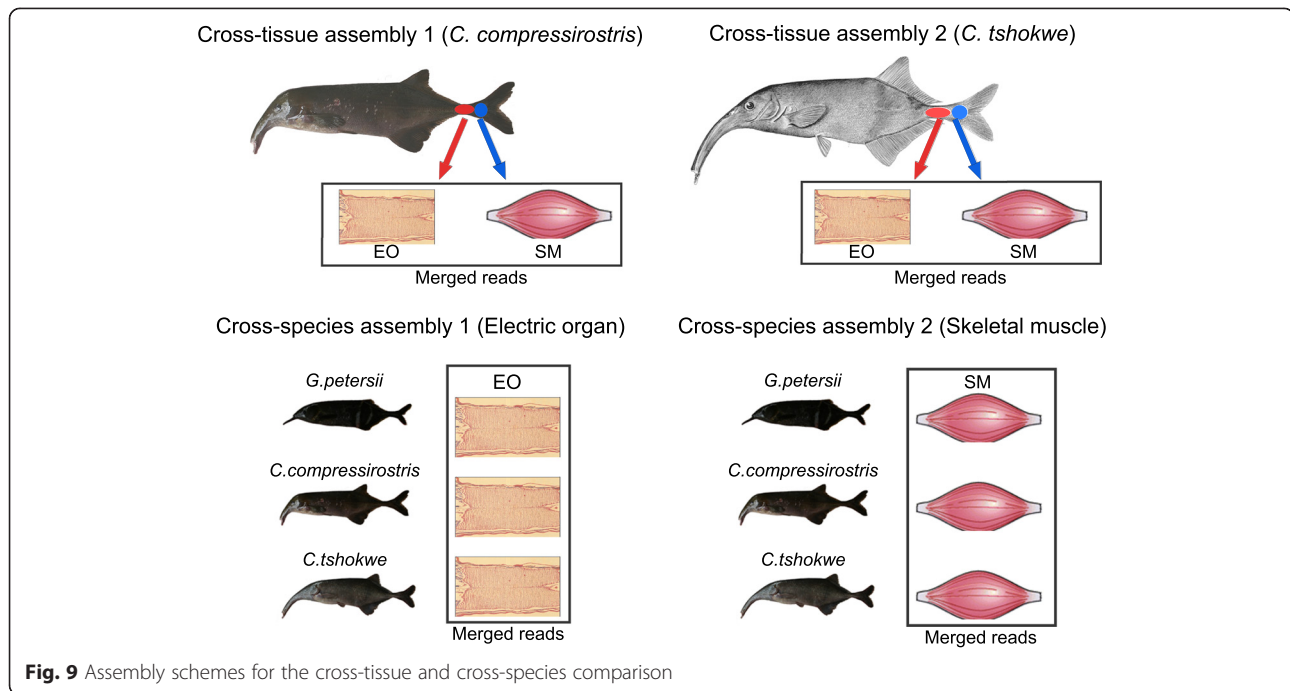 Cross-tissue assembly 1 (C. compressirostris)
EO
SM
Merged reads
Cross-tissue assembly 2 (C. tshokwe)
EO
SM
Merged reads
Cross-species assembly 1 (Electric organ)
G.petersii
C.compressirostris
C.tshokwe
EO
Merged reads
Cross-species assembly 2 (Skeletal muscle)
G.petersii
C.compressirostris
C.tshokwe
SM
Merged reads
Fig. 9 Assembly schemes for the cross-tissue and cross-species comparison